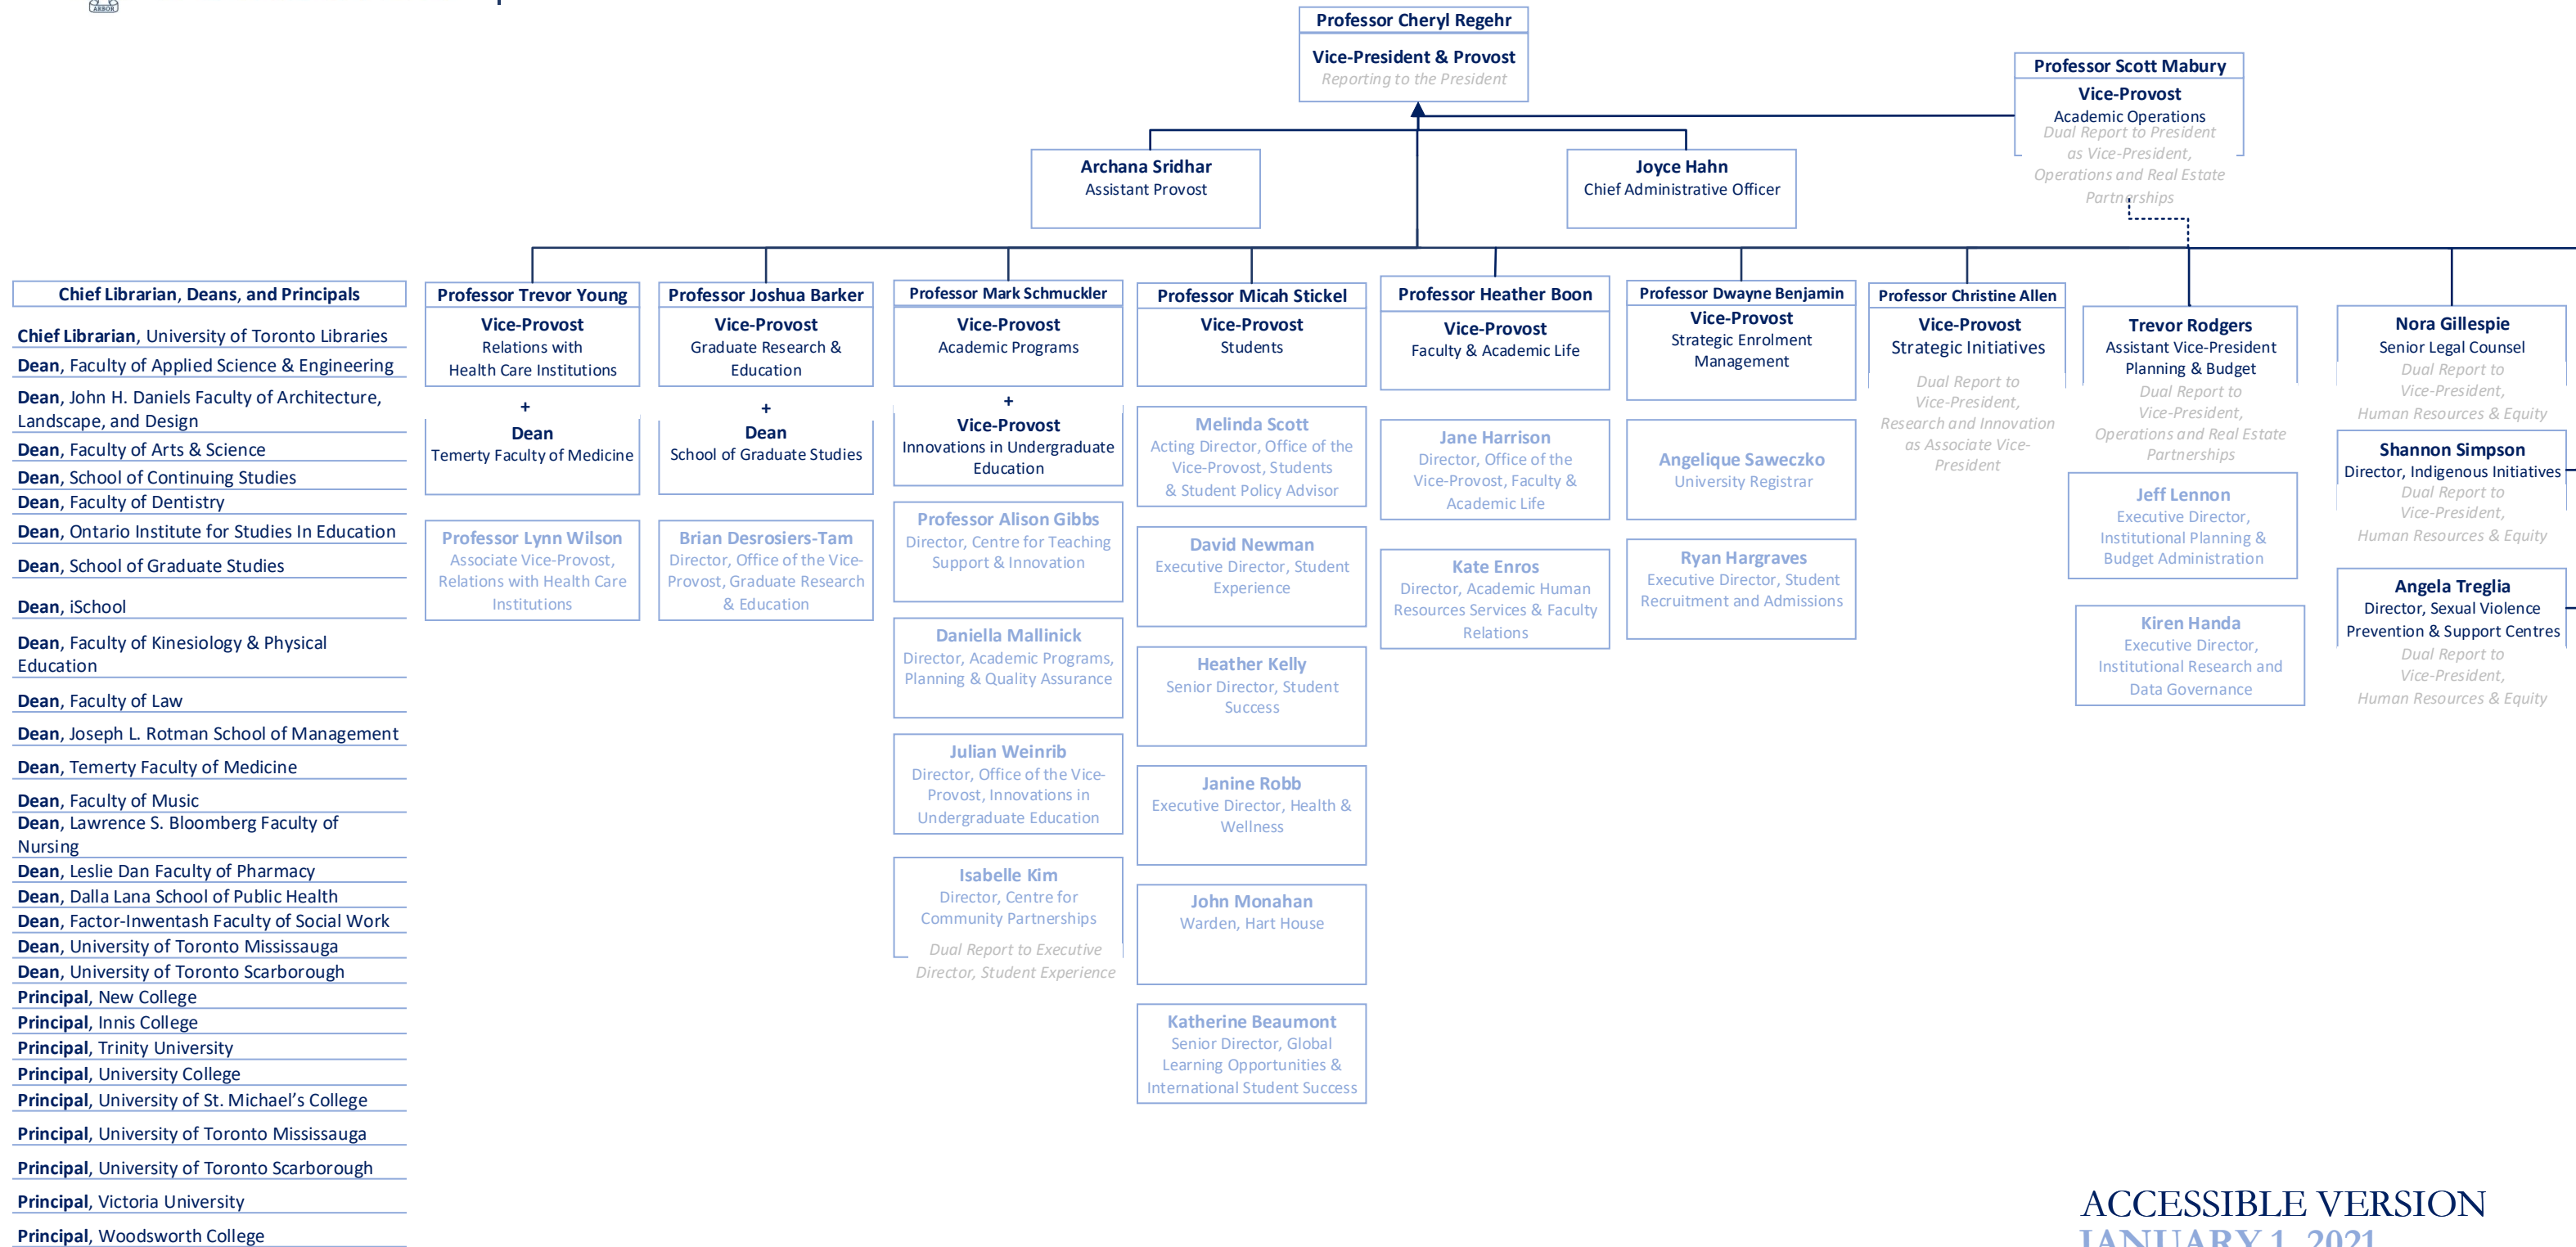 ARBOR
Professor Cheryl Regehr
Vice-President & Provost
Reporting to the President
Professor Scott Mabury
Vice-Provost
Academic Operations
Dual Report to President
as Vice-President,
Operations and Real Estate
Partnerships
Archana Sridhar
Assistant Provost
Joyce Hahn
Chief Administrative Officer
Chief Librarian, Deans, and Principals
Chief Librarian, University of Toronto Libraries
Dean, Faculty of Applied Science & Engineering
Dean, John H. Daniels Faculty of Architecture,
Landscape, and Design
Dean, Faculty of Arts & Science
Dean, School of Continuing Studies
Dean, Faculty of Dentistry
Dean, Ontario Institute for Studies In Education
Dean, School of Graduate Studies
Dean, iSchool
Dean, Faculty of Kinesiology & Physical
Education
Dean, Faculty of Law
Dean, Joseph L. Rotman School of Management
Dean, Temerty Faculty of Medicine
Dean, Faculty of Music
Dean, Lawrence S. Bloomberg Faculty of
Nursing
Dean, Leslie Dan Faculty of Pharmacy
Dean, Dalla Lana School of Public Health
Dean, Factor-Inwentash Faculty of Social Work
Dean, University of Toronto Mississauga
Dean, University of Toronto Scarborough
Principal, New College
Principal, Innis College
Principal, Trinity University
Principal, University College
Principal, University of St. Michael's College
Principal, University of Toronto Mississauga
Principal, University of Toronto Scarborough
Principal, Victoria University
Principal, Woodsworth College
Professor Trevor Young
Vice-Provost
Relations with
Health Care Institutions
+
Dean
Temerty Faculty of Medicine
Professor Lynn Wilson
Associate Vice-Provost,
Relations with Health Care
Institutions
Professor Joshua Barker
Vice-Provost
Graduate Research &
Education
+
Dean
School of Graduate Studies
Brian Desrosiers-Tam
Director, Office of the Vice-
Provost, Graduate Research
& Education
Professor Mark Schmuckler
Vice-Provost
Academic Programs
+
Vice-Provost
Innovations in Undergraduate
Education
Professor Alison Gibbs
Director, Centre for Teaching
Support & Innovation
Daniella Mallinick
Director, Academic Programs,
Planning & Quality Assurance
Julian Weinrib
Director, Office of the Vice-
Provost, Innovations in
Undergraduate Education
Isabelle Kim
Director, Centre for
Community Partnerships
Dual Report to Executive
Director, Student Experience
Professor Micah Stickel
Vice-Provost
Students
Melinda Scott
Acting Director, Office of the
Vice-Provost, Students
& Student Policy Advisor
David Newman
Executive Director, Student
Experience
Heather Kelly
Senior Director, Student
Success
Janine Robb
Executive Director, Health &
Wellness
John Monahan
Warden, Hart House
Katherine Beaumont
Senior Director, Global
Learning Opportunities &
International Student Success
Professor Heather Boon
Vice-Provost
Faculty & Academic Life
Jane Harrison
Director, Office of the
Vice-Provost, Faculty &
Academic Life
Kate Enros
Director, Academic Human
Resources Services & Faculty
Relations
Professor Dwayne Benjamin
Vice-Provost
Strategic Enrolment
Management
Angelique Saweczko
University Registrar
Ryan Hargraves
Executive Director, Student
Recruitment and Admissions
Professor Christine Allen
Vice-Provost
Strategic Initiatives
Dual Report to
Vice-President,
Research and Innovation
as Associate Vice-
President
Trevor Rodgers
Assistant Vice-President
Planning & Budget
Dual Report to
Vice-President,
Operations and Real Estate
Partnerships
Jeff Lennon
Executive Director,
Institutional Planning &
Budget Administration
Kiren Handa
Executive Director,
Institutional Research and
Data Governance
Nora Gillespie
Senior Legal Counsel
Dual Report to
Vice-President,
Human Resources & Equity
Shannon Simpson
Director, Indigenous Initiatives
Dual Report to
Vice-President,
Human Resources & Equity
Angela Treglia
Director, Sexual Violence
Prevention & Support Centres
Dual Report to
Vice-President,
Human Resources & Equity
ACCESSIBLE VERSION
JANUARY 1, 2021